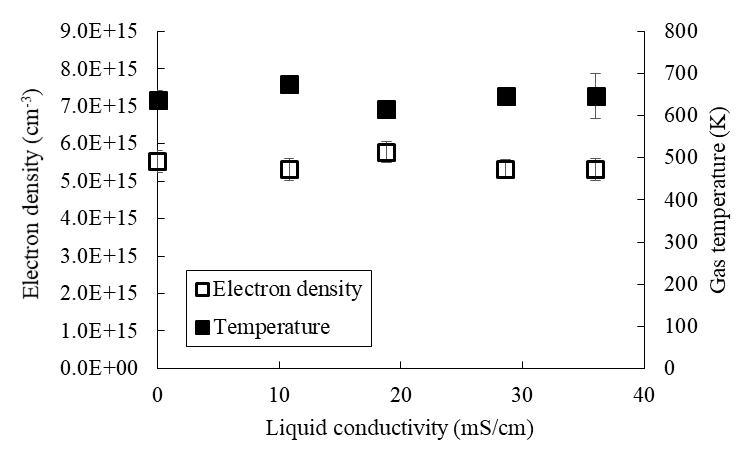 9.0E+15
8.0E+15
7.0E+15
6.0E+15
5.0E+15
4.0E+15
3.0E+15
2.0E+15
1.0E+15
0.0E+00
Electron density (cm⁻³)
800
700
600
500
400
300
200
100
0
Gas temperature (K)
Electron density
Temperature
0 10 20 30 40
Liquid conductivity (mS/cm)